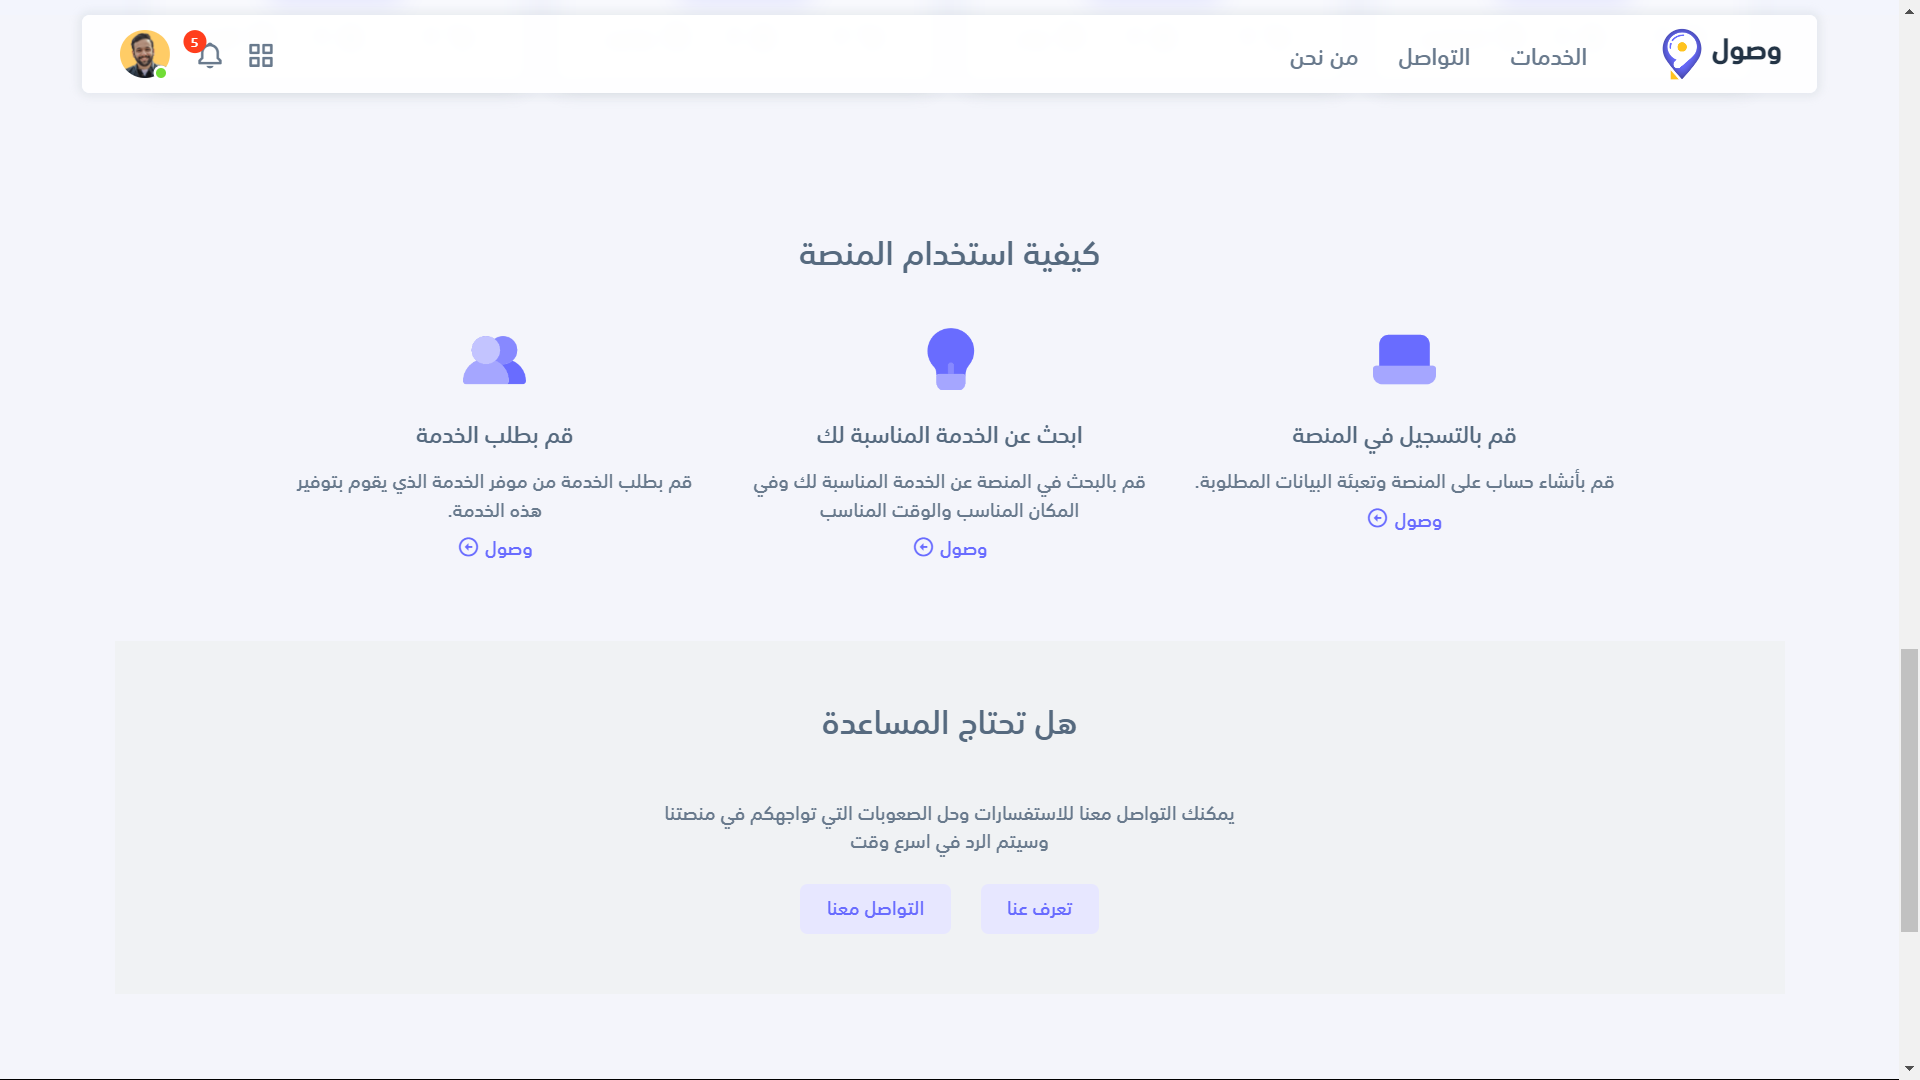 وصول
الخدمات
التواصل
من نحن
5
كيفية استخدام المنصة
قم بالتسجيل في المنصة
قم بأنشاء حساب على المنصة وتعبئة البيانات المطلوبة.
وصول
ابحث عن الخدمة المناسبة لك
قم بالبحث في المنصة عن الخدمة المناسبة لك وفي
المكان المناسب والوقت المناسب
وصول
قم بطلب الخدمة
قم بطلب الخدمة من موفر الخدمة الذي يقوم بتوفير
هذه الخدمة.
وصول
هل تحتاج المساعدة
يمكنك التواصل معنا للاستفسارات وحل الصعوبات التي تواجهكم في منصتنا
وسيتم الرد في اسرع وقت
تعرف عنا
التواصل معنا